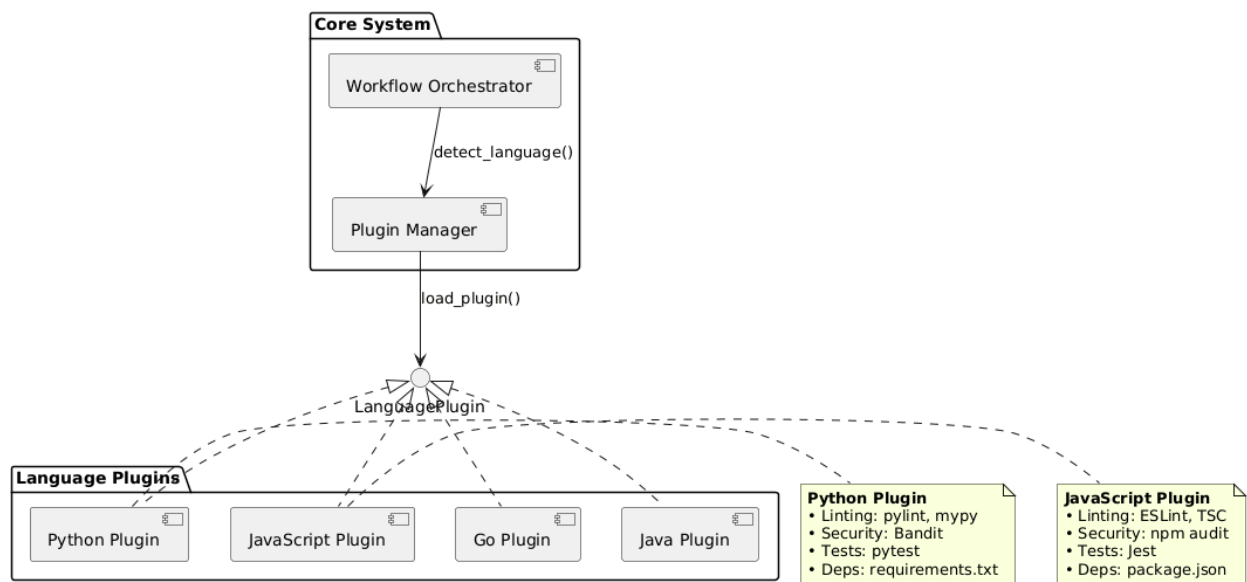 Core System
Workflow Orchestrator
detect_language()
Plugin Manager
load_plugin()
LanguagePlugin
Language Plugins
Python Plugin
JavaScript Plugin
Go Plugin
Java Plugin
Python Plugin
• Linting: pylint, mypy
• Security: Bandit
• Tests: pytest
• Deps: requirements.txt
JavaScript Plugin
• Linting: ESLint, TSC
• Security: npm audit
• Tests: Jest
• Deps: package.json